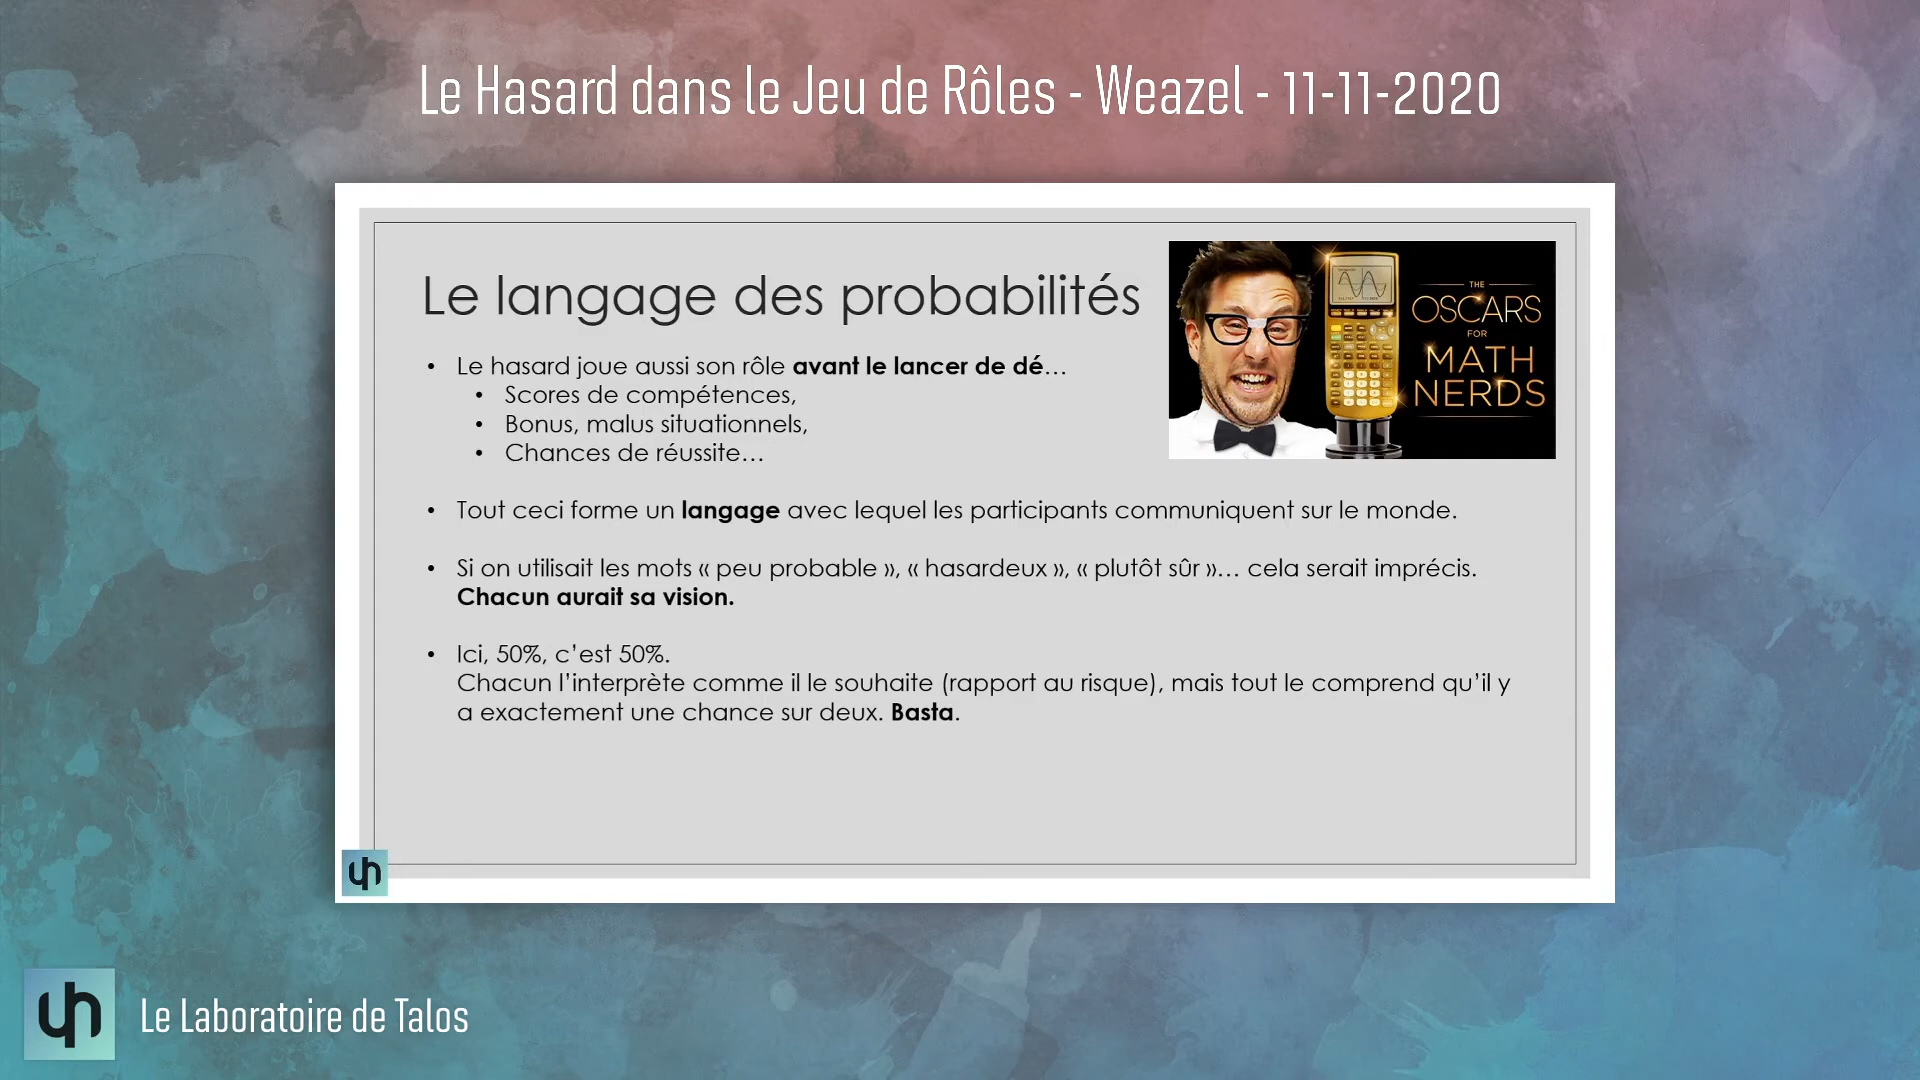 Le Hasard dans le Jeu de Rôles - Weazel - 11-11-2020
Le langage des probabilités
THE
OSCARS
FOR
MATH
NERDS
• Le hasard joue aussi son rôle avant le lancer de dé…
• Scores de compétences,
• Bonus, malus situationnels,
• Chances de réussite…
• Tout ceci forme un langage avec lequel les participants communiquent sur le monde.
• Si on utilisait les mots « peu probable », « hasardeux », « plutôt sûr »… cela serait imprécis.
Chacun aurait sa vision.
• Ici, 50%, c’est 50%.
Chacun l’interprète comme il le souhaite (rapport au risque), mais tout le comprend qu’il y
a exactement une chance sur deux. Basta.
Le Laboratoire de Talos